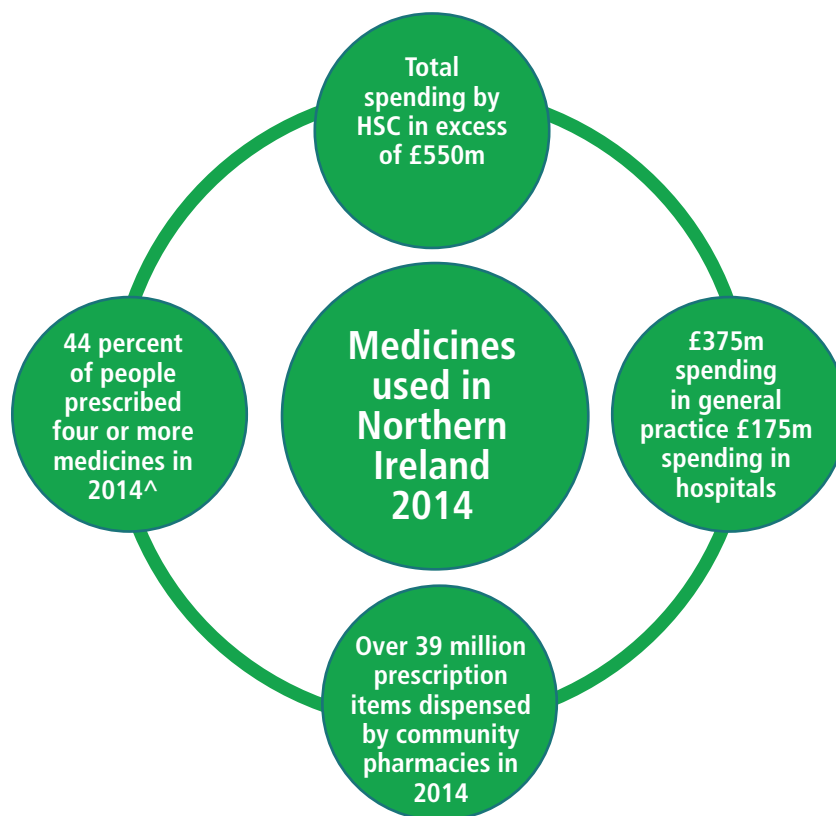 Total
spending by
HSC in excess
of £550m
44 percent
of people
prescribed
four or more
medicines in
2014^
Medicines
used in
Northern
Ireland
2014
£375m
spending
in general
practice £175m
spending in
hospitals
Over 39 million
prescription
items dispensed
by community
pharmacies in
2014